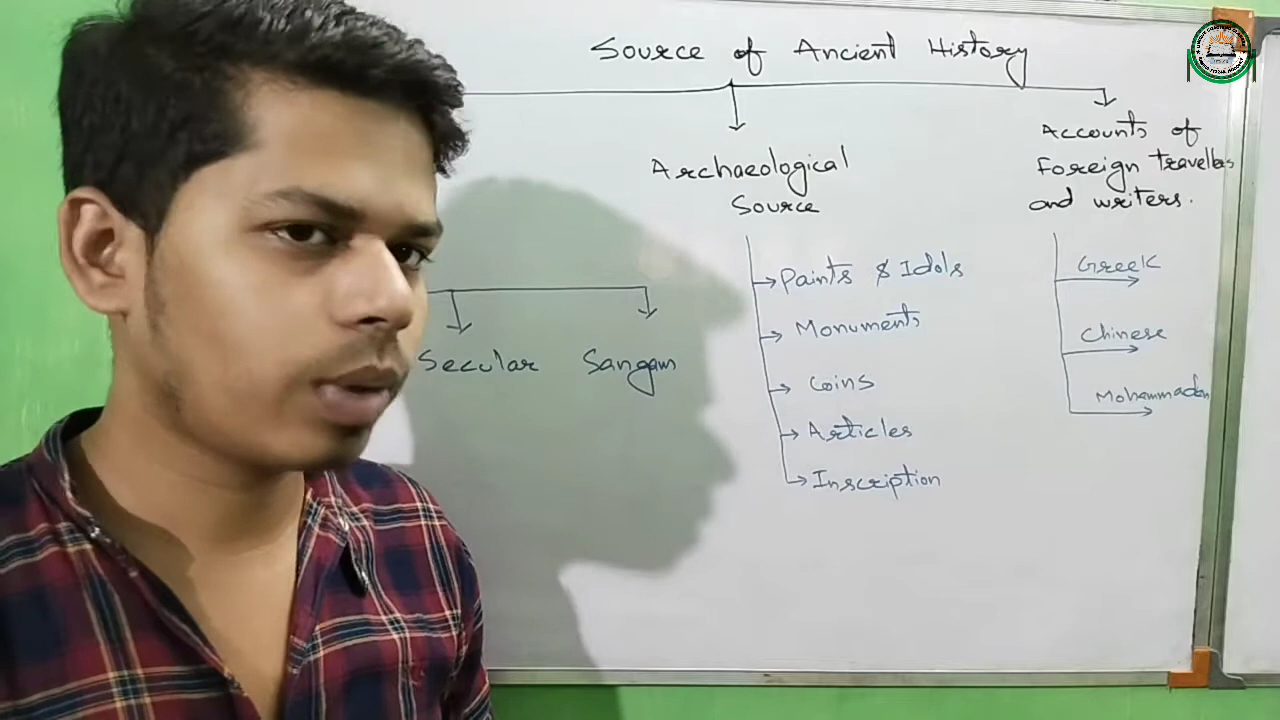 Source of Ancient History
Archaeological
Source
Accounts of
Foreign travellers
and writers.
Paints & Idols
Monuments
Coins
Articles
Inscription
Greek
Chinese
Mohammadan
Secular
Sangam